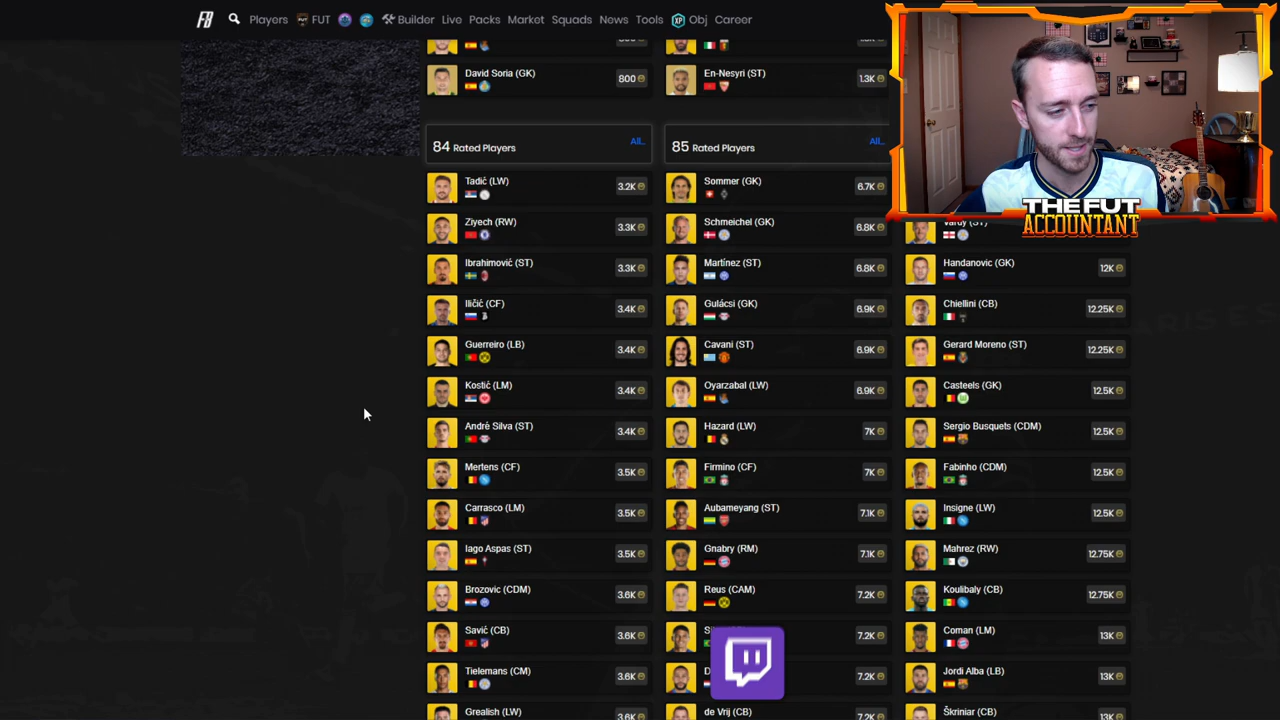 FB Players FUT Builder Live Packs Market Squads News Tools XP Obj Career
David Soria (GK) 800
En-Nesyri (ST) 1.3K
84 Rated Players All..
Tadić (LW) 3.2K
Ziyech (RW) 3.3K
Ibrahimović (ST) 3.3K
Iličić (CF) 3.4K
Guerreiro (LB) 3.4K
Kostić (LM) 3.4K
André Silva (ST) 3.4K
Mertens (CF) 3.5K
Carrasco (LM) 3.5K
Iago Aspas (ST) 3.5K
Brozovic (CDM) 3.6K
Savić (CB) 3.6K
Tielemans (CM) 3.6K
Grealish (LW) 3.6K
85 Rated Players All..
Sommer (GK) 6.7K
Schmeichel (GK) 6.8K
Martínez (ST) 6.8K
Gulácsi (GK) 6.9K
Cavani (ST) 6.9K
Oyarzabal (LW) 6.9K
Hazard (LW) 7K
Firmino (CF) 7K
Aubameyang (ST) 7.1K
Gnabry (RM) 7.1K
Reus (CAM) 7.2K
7.2K
7.2K
de Vrij (CB)
Vardy (ST)
Handanovic (GK) 12K
Chiellini (CB) 12.25K
Gerard Moreno (ST) 12.25K
Casteels (GK) 12.5K
Sergio Busquets (CDM) 12.5K
Fabinho (CDM) 12.5K
Insigne (LW) 12.5K
Mahrez (RW) 12.75K
Koulibaly (CB) 12.75K
Coman (LM) 13K
Jordi Alba (LB) 13K
Škriniar (CB) 13K
THE FUT
ACCOUNTANT